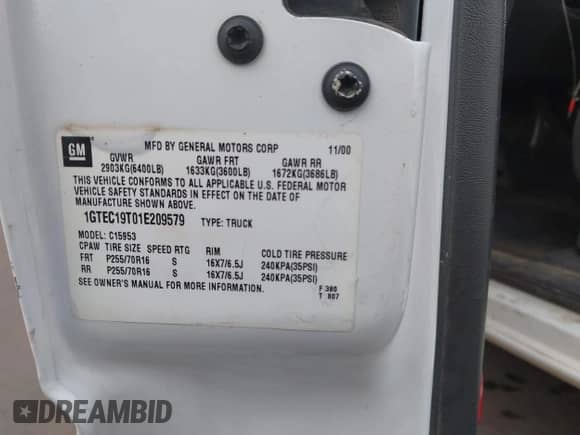 GM
MFD BY GENERAL MOTORS CORP 11/00
GVWR GAWR FRT GAWR RR
2903KG(6400LB) 1633KG(3600LB) 1672KG(3686LB)
THIS VEHICLE CONFORMS TO ALL APPLICABLE U.S. FEDERAL MOTOR
VEHICLE SAFETY STANDARDS IN EFFECT ON THE DATE OF
MANUFACTURE SHOWN ABOVE.
1GTEC19T01E209579 TYPE: TRUCK
MODEL: C15953
CPAW TIRE SIZE SPEED RTG RIM COLD TIRE PRESSURE
FRT P255/70R16 S 16X7/6.5J 240KPA(35PSI)
RR P255/70R16 S 16X7/6.5J 240KPA(35PSI)
SEE OWNER'S MANUAL FOR MORE INFORMATION.
F 380
T 807
DREAMBID